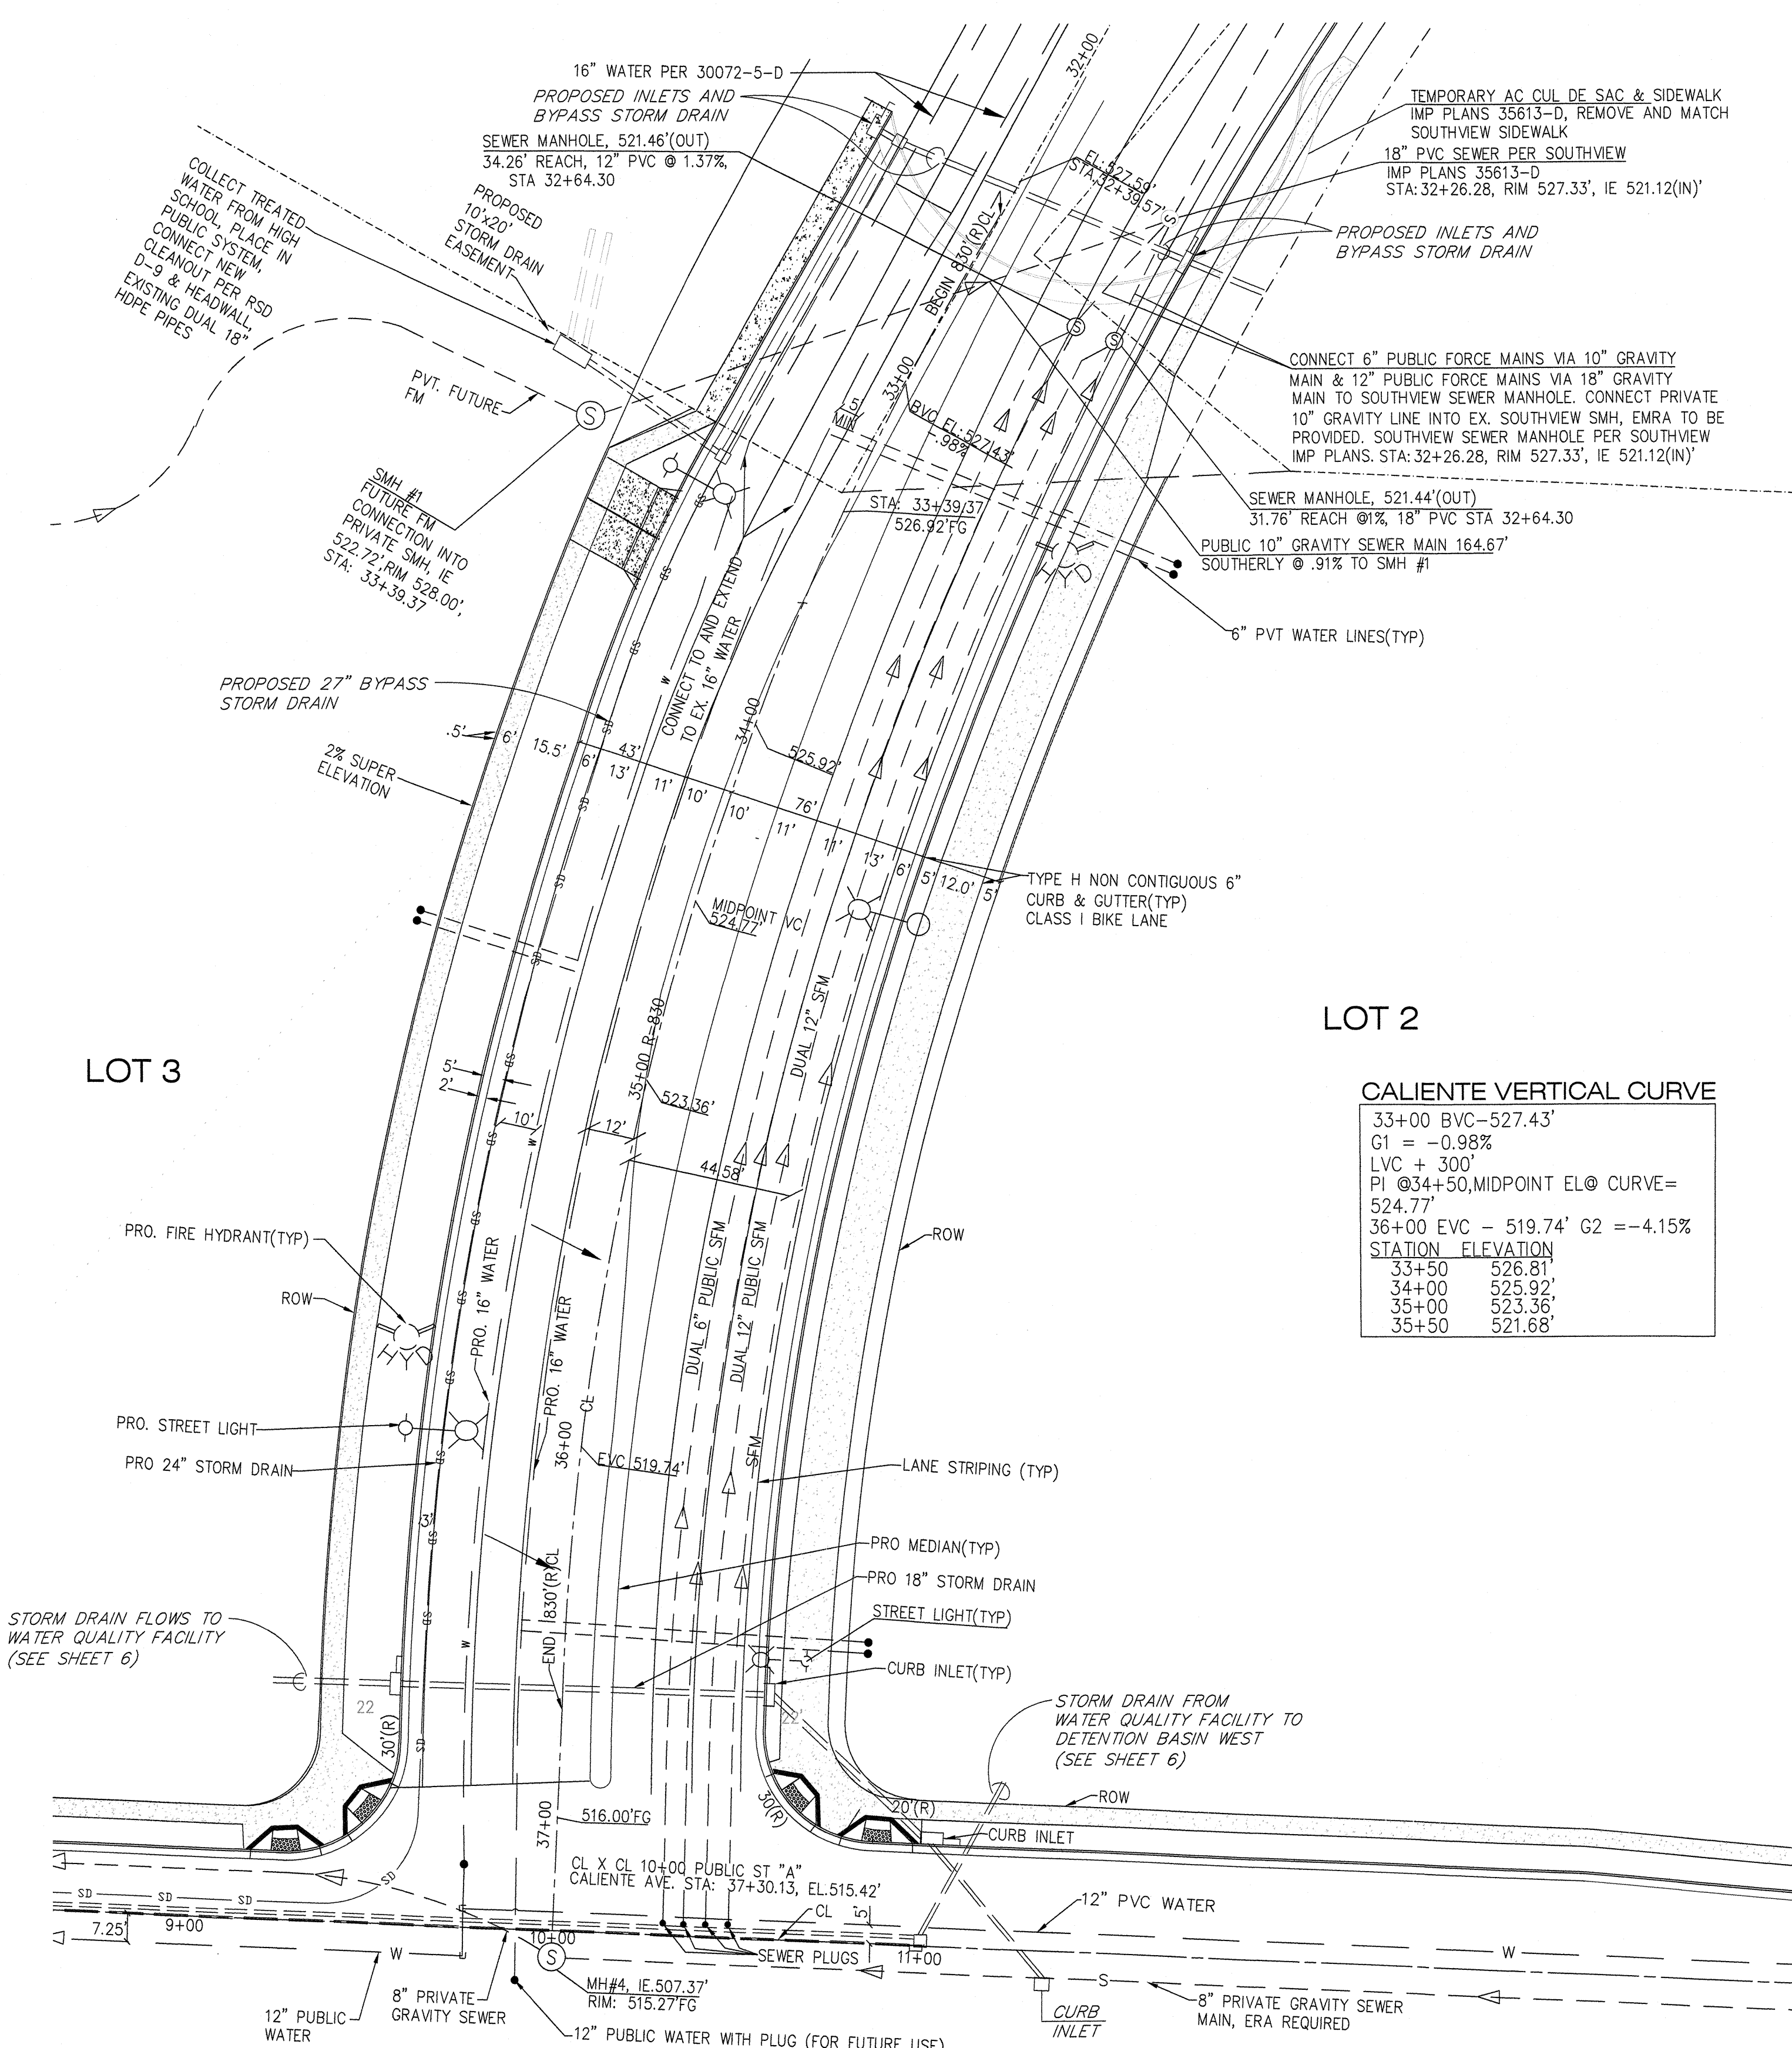 16" WATER PER 30072-5-D
PROPOSED INLETS AND
BYPASS STORM DRAIN
SEWER MANHOLE, 521.46'(OUT)
34.26' REACH, 12" PVC @ 1.37%,
STA 32+64.30
32+00
TEMPORARY AC CUL DE SAC & SIDEWALK
IMP PLANS 35613-D, REMOVE AND MATCH
SOUTHVIEW SIDEWALK
18" PVC SEWER PER SOUTHVIEW
IMP PLANS 35613-D
STA: 32+26.28, RIM 527.33', IE 521.12(IN)'
EL: 527.59'
STA, 32+39.57'
S
PROPOSED INLETS AND
BYPASS STORM DRAIN
COLLECT TREATED
WATER FROM HIGH
SCHOOL, PLACE IN
PUBLIC SYSTEM,
CONNECT NEW
CLEANOUT PER RSD
D-9 & HEADWALL,
EXISTING DUAL 18"
HDPE PIPES
PROPOSED
10'x20'
STORM DRAIN
EASEMENT
BEGIN 830'(R)CL
S
S
CONNECT 6" PUBLIC FORCE MAINS VIA 10" GRAVITY
MAIN & 12" PUBLIC FORCE MAINS VIA 18" GRAVITY
MAIN TO SOUTHVIEW SEWER MANHOLE. CONNECT PRIVATE
10" GRAVITY LINE INTO EX. SOUTHVIEW SMH, EMRA TO BE
PROVIDED. SOUTHVIEW SEWER MANHOLE PER SOUTHVIEW
IMP PLANS. STA: 32+26.28, RIM 527.33', IE 521.12(IN)'
PVT. FUTURE
FM
S
5
MIN
33+00
BVC EL: 527.43'
-.98%
STA: 33+39.37
526.92'FG
SEWER MANHOLE, 521.44'(OUT)
31.76' REACH @1%, 18" PVC STA 32+64.30
PUBLIC 10" GRAVITY SEWER MAIN 164.67'
SOUTHERLY @ .91% TO SMH #1
HYD
6" PVT WATER LINES(TYP)
SMH #1
FUTURE FM
CONNECTION INTO
PRIVATE SMH, IE
522.72',RIM 528.00',
STA: 33+39.37
SD
SD
SD
CONNECT TO AND EXTEND
TO EX. 16" WATER
W
PROPOSED 27" BYPASS
STORM DRAIN
SD
34+00
525.92'
.5'
6'
15.5'
6'
43'
13'
11'
10'
10'
76'
11'
11'
13'
6'
5'
12.0'
5'
2% SUPER
ELEVATION
SD
SD
TYPE H NON CONTIGUOUS 6"
CURB & GUTTER(TYP)
CLASS I BIKE LANE
MIDPOINT VC
524.77'
SD
DUAL 12" SFM
LOT 2
LOT 3
35+00 R=830
523.36'
5'
2'
SD
10'
SD
W
12'
44.58'
CALIENTE VERTICAL CURVE
33+00 BVC-527.43'
G1 = -0.98%
LVC + 300'
PI @34+50,MIDPOINT EL@ CURVE=
524.77'
36+00 EVC - 519.74' G2 =-4.15%
STATION ELEVATION
33+50 526.81'
34+00 525.92'
35+00 523.36'
35+50 521.68'
PRO. FIRE HYDRANT(TYP)
ROW
SD
SD
SD
HYD
PRO. 16" WATER
PRO. 16" WATER
DUAL 6" PUBLIC SFM
DUAL 12" PUBLIC SFM
ROW
PRO. STREET LIGHT
PRO 24" STORM DRAIN
SD
36+00
CL
EVC 519.74'
SFM
LANE STRIPING (TYP)
3'
SD
PRO MEDIAN(TYP)
PRO 18" STORM DRAIN
STREET LIGHT(TYP)
CURB INLET(TYP)
STORM DRAIN FLOWS TO
WATER QUALITY FACILITY
(SEE SHEET 6)
SD
W
END 830'(R)CL
22
22'
30'(R)
SD
STORM DRAIN FROM
WATER QUALITY FACILITY TO
DETENTION BASIN WEST
(SEE SHEET 6)
37+00
516.00'FG
30(R)
20'(R)
ROW
CURB INLET
CL X CL 10+00 PUBLIC ST "A"
CALIENTE AVE. STA: 37+30.13, EL.515.42'
SD
SD
SD
SD
7.25'
9+00
10+00
S
CL
5'
11+00
12" PVC WATER
W
W
SEWER PLUGS
S
MH#4, IE.507.37'
RIM: 515.27'FG
12" PUBLIC
WATER
8" PRIVATE
GRAVITY SEWER
12" PUBLIC WATER WITH PLUG (FOR FUTURE USE)
CURB
INLET
8" PRIVATE GRAVITY SEWER
MAIN, ERA REQUIRED